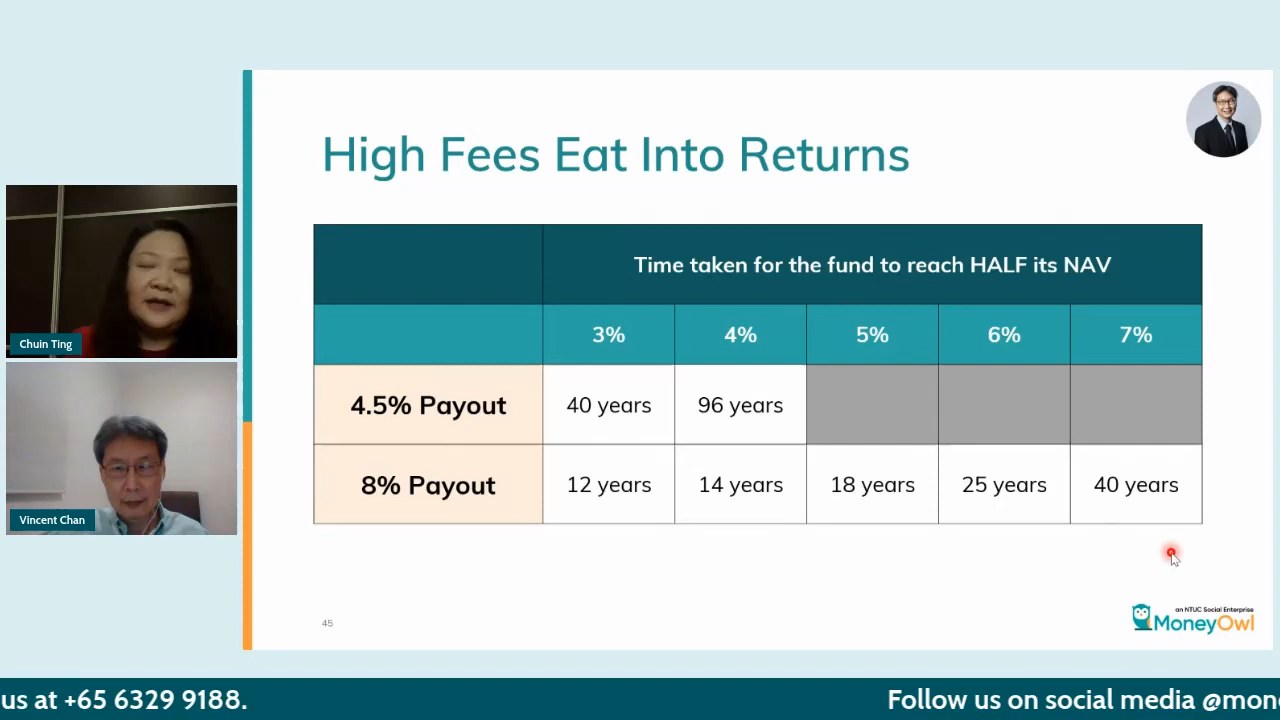 High Fees Eat Into Returns
Time taken for the fund to reach HALF its NAV
3% 4% 5% 6% 7%
4.5% Payout 40 years 96 years
8% Payout 12 years 14 years 18 years 25 years 40 years
Chuin Ting
Vincent Chan
45
an NTUC Social Enterprise
MoneyOwl
us at +65 6329 9188.
Follow us on social media @mon